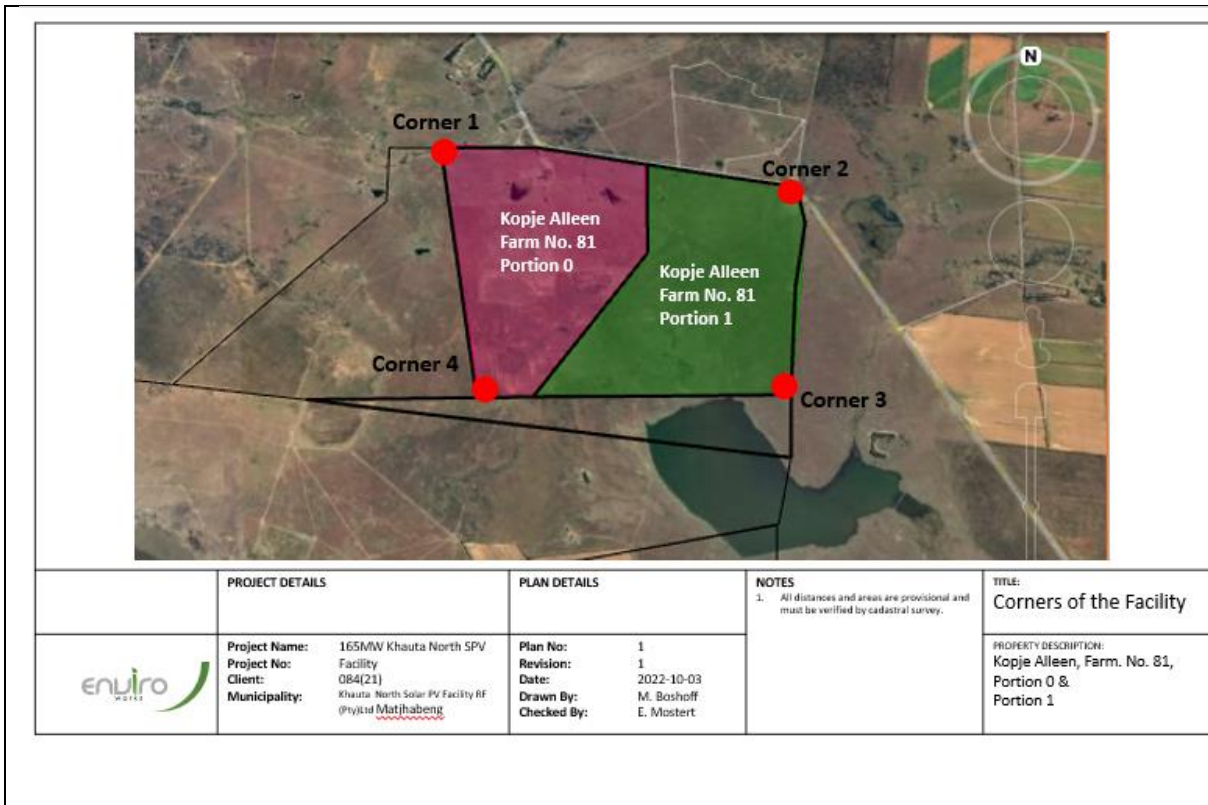 N
Corner 1
Corner 2
Kopje Alleen
Farm No. 81
Portion 0
Kopje Alleen
Farm No. 81
Portion 1
Corner 4
Corner 3
PROJECT DETAILS
Project Name: 165MW Khauta North SPV
Project No: Facility
Client: 084(21)
Municipality: Khauta North Solar PV Facility RF
(Pty)Ltd Matjhabeng
PLAN DETAILS
Plan No: 1
Revision: 1
Date: 2022-10-03
Drawn By: M. Boshoff
Checked By: E. Mostert
NOTES
1. All distances and areas are provisional and
must be verified by cadastral survey.
TITLE:
Corners of the Facility
PROPERTY DESCRIPTION:
Kopje Alleen, Farm. No. 81,
Portion 0 &
Portion 1
enviro
works